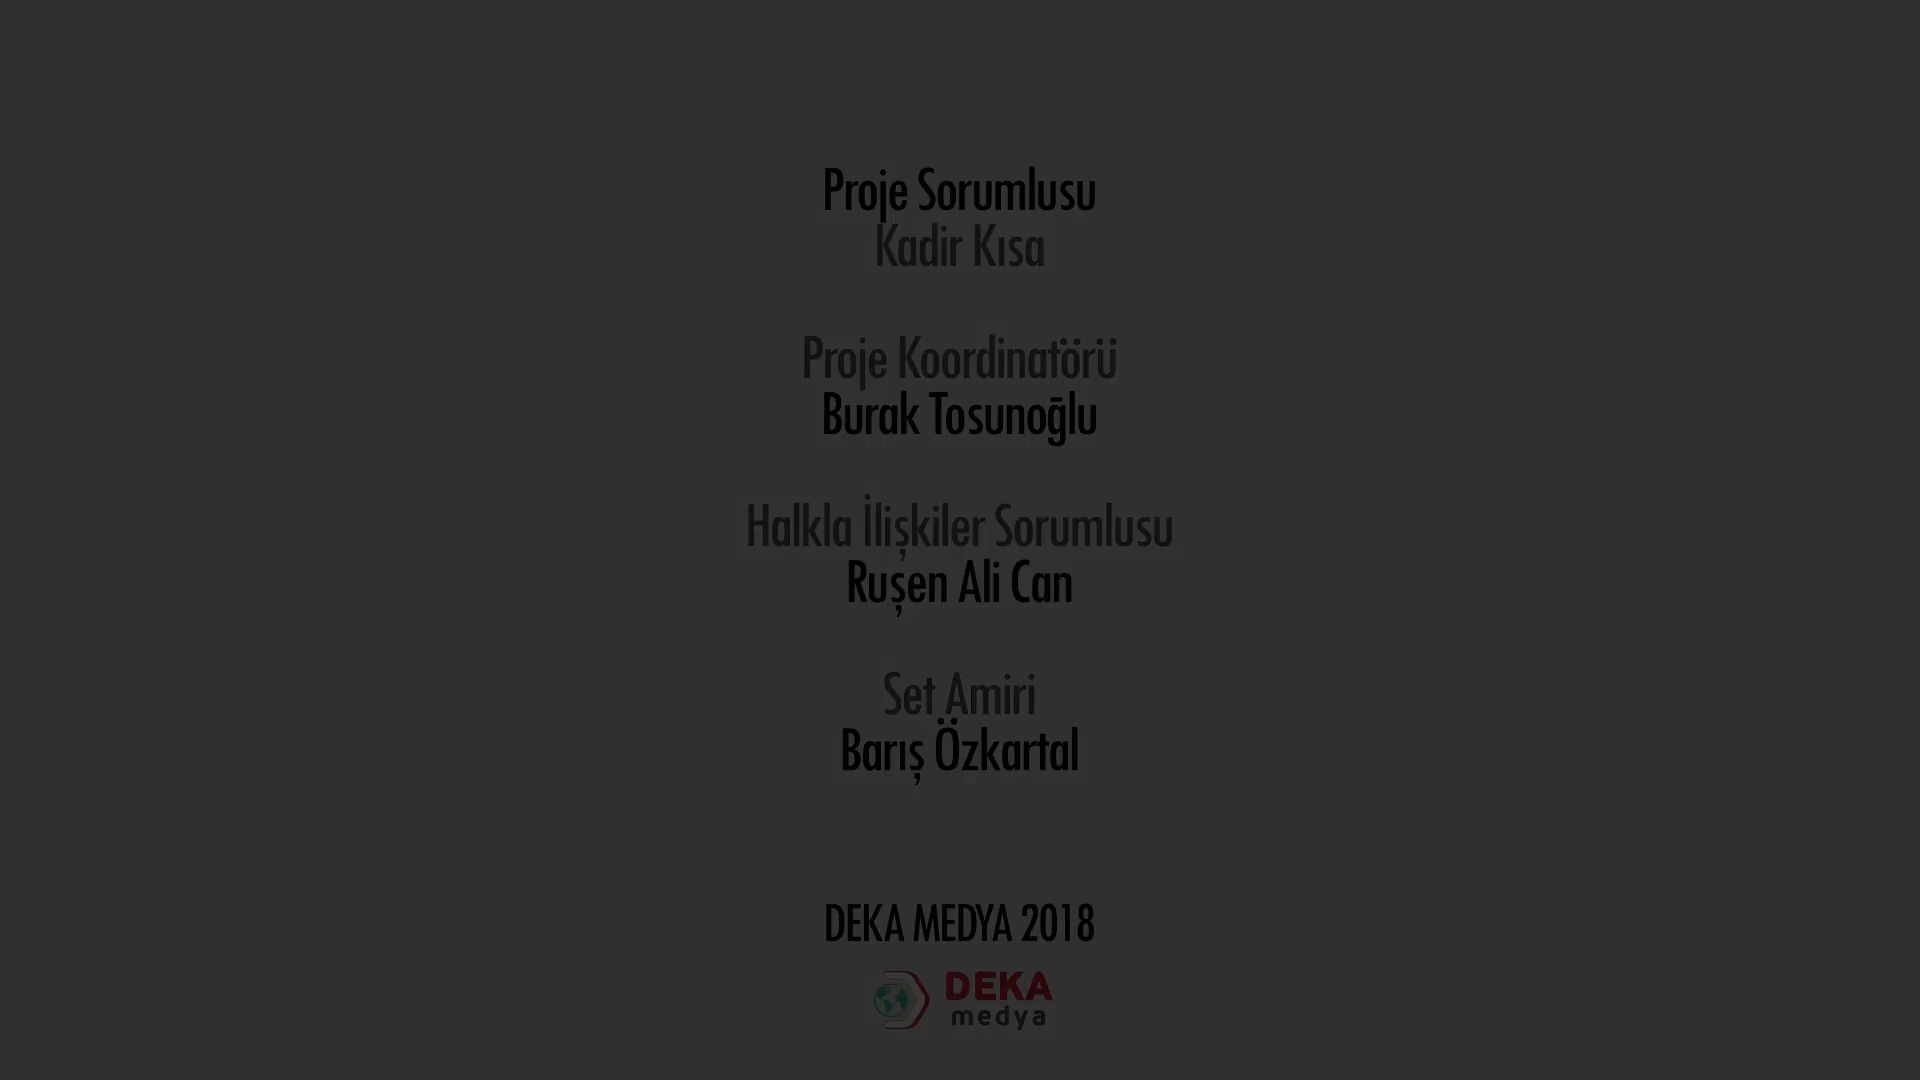 Proje Sorumlusu
Kadir Kısa
Proje Koordinatörü
Burak Tosunoğlu
Halkla İlişkiler Sorumlusu
Ruşen Ali Can
Set Amiri
Barış Özkartal
DEKA MEDYA 2018
DEKA
medya